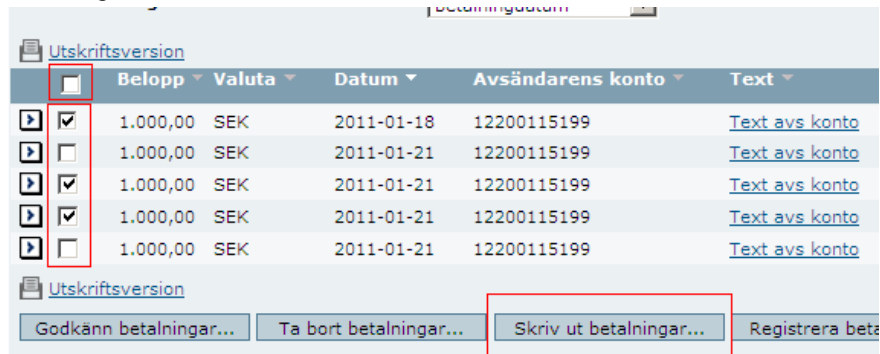 Betalningdatum
Utskriftsversion
Belopp Valuta Datum Avsändarens konto Text
1.000,00 SEK 2011-01-18 12200115199 Text avs konto
1.000,00 SEK 2011-01-21 12200115199 Text avs konto
1.000,00 SEK 2011-01-21 12200115199 Text avs konto
1.000,00 SEK 2011-01-21 12200115199 Text avs konto
1.000,00 SEK 2011-01-21 12200115199 Text avs konto
Utskriftsversion
Godkänn betalningar... Ta bort betalningar... Skriv ut betalningar... Registrera beta